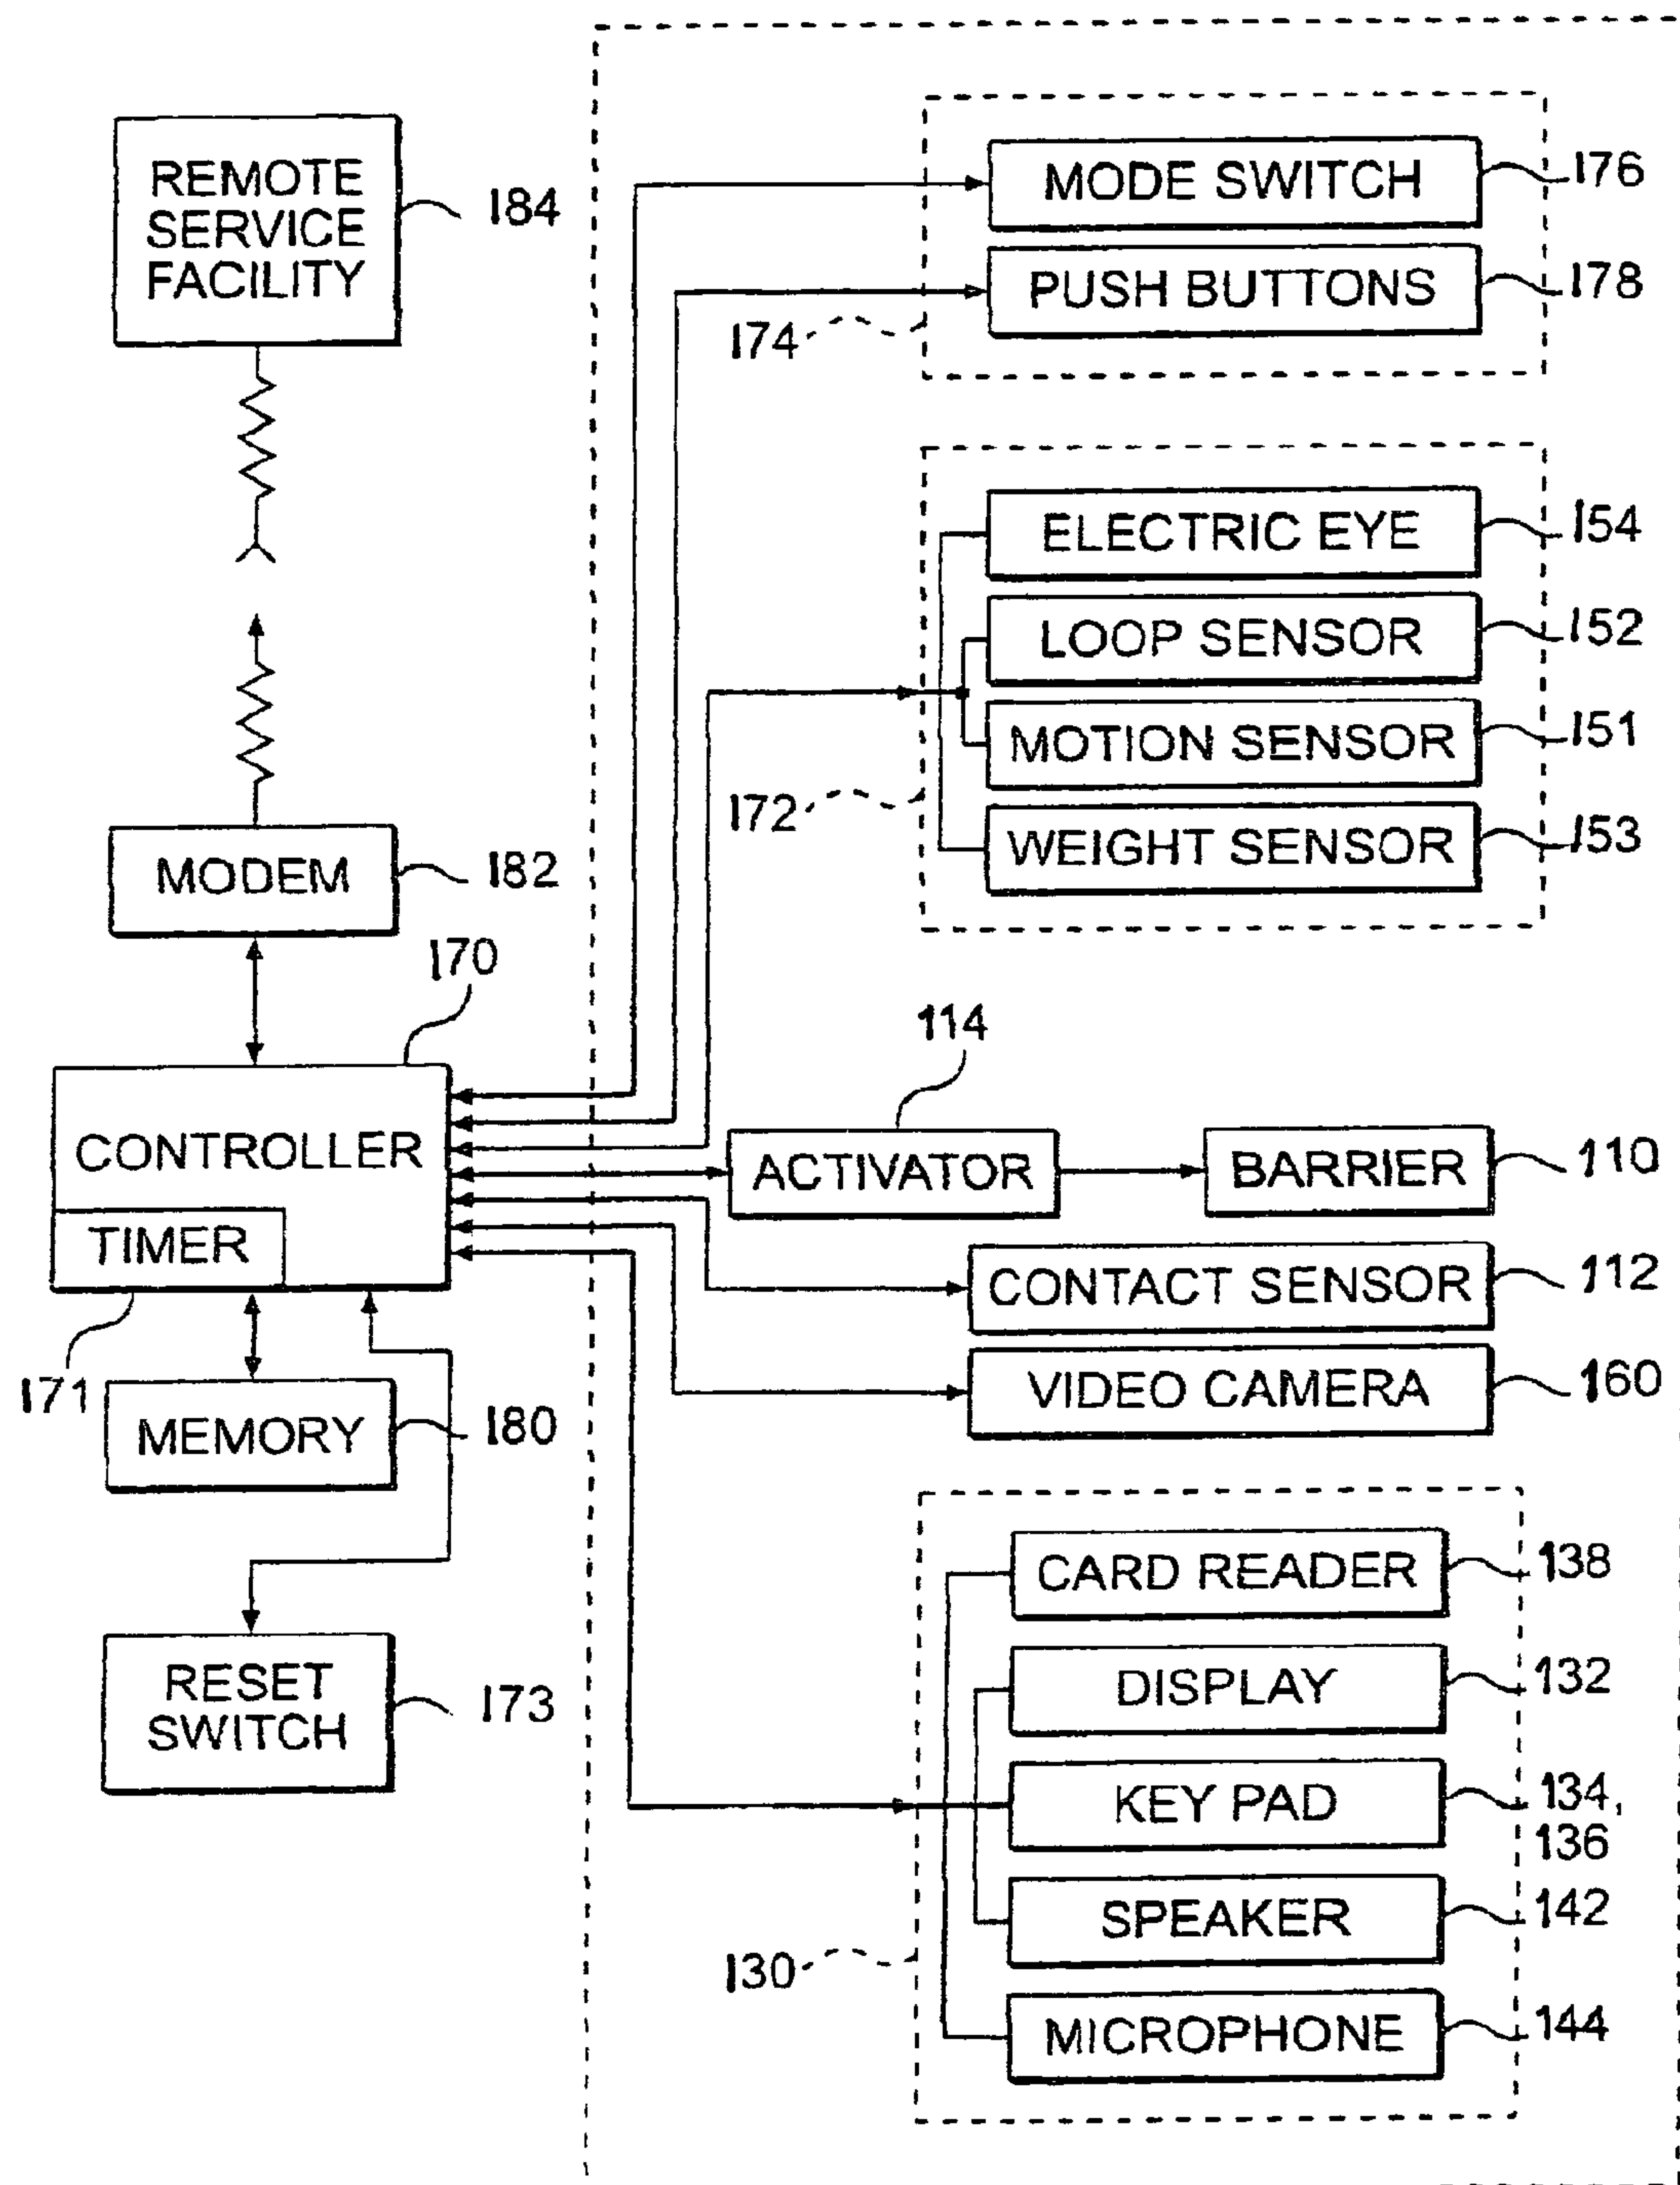 REMOTE
SERVICE
FACILITY
184
MODEM
182
170
CONTROLLER
TIMER
171
MEMORY
180
RESET
SWITCH
173
MODE SWITCH
176
PUSH BUTTONS
178
174
ELECTRIC EYE
154
LOOP SENSOR
152
MOTION SENSOR
151
172
WEIGHT SENSOR
153
114
ACTIVATOR
BARRIER
110
CONTACT SENSOR
112
VIDEO CAMERA
160
CARD READER
138
DISPLAY
132
KEY PAD
134,
136
SPEAKER
142
130
MICROPHONE
144